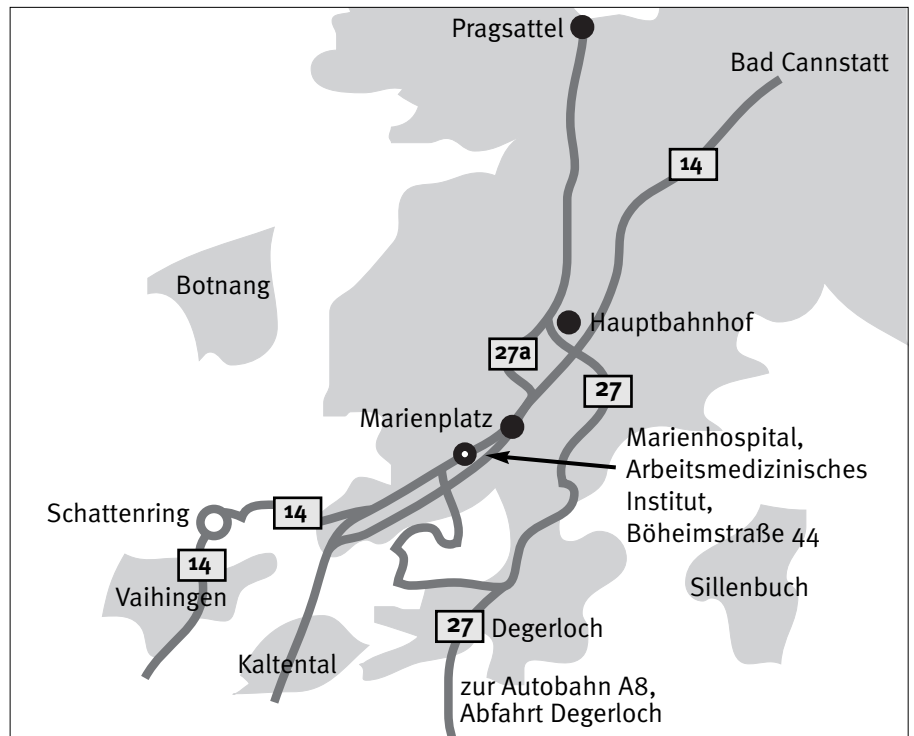 Pragsattel
Bad Cannstatt
14
Botnang
Hauptbahnhof
27a
27
Marienplatz
Marienhospital,
Arbeitsmedizinisches
Institut,
Böheimstraße 44
Schattenring
14
14
Vaihingen
Sillenbuch
27
Degerloch
Kaltental
zur Autobahn A8,
Abfahrt Degerloch